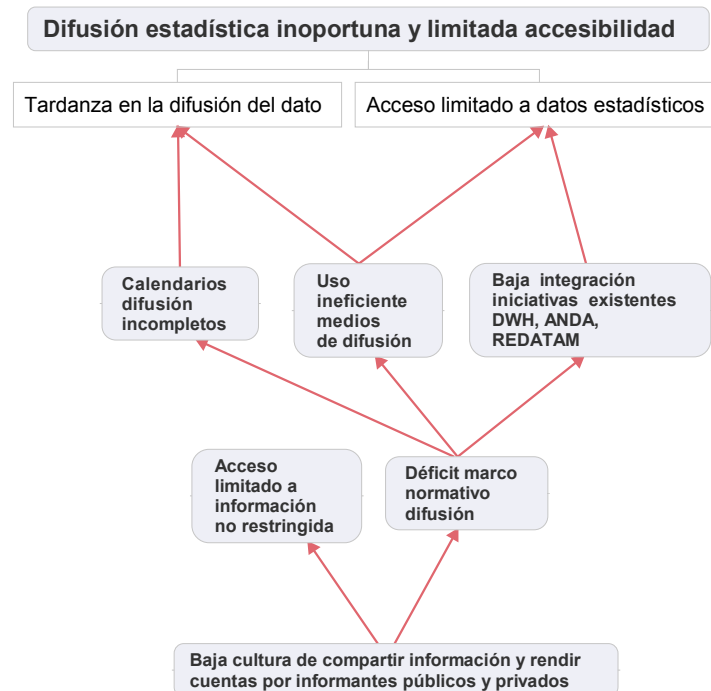 Difusión estadística inoportuna y limitada accesibilidad
Tardanza en la difusión del dato
Acceso limitado a datos estadísticos
Calendarios
difusión
incompletos
Uso
ineficiente
medios
de difusión
Baja integración
iniciativas existentes
DWH, ANDA,
REDATAM
Acceso
limitado a
información
no restringida
Déficit marco
normativo
difusión
Baja cultura de compartir información y rendir
cuentas por informantes públicos y privados